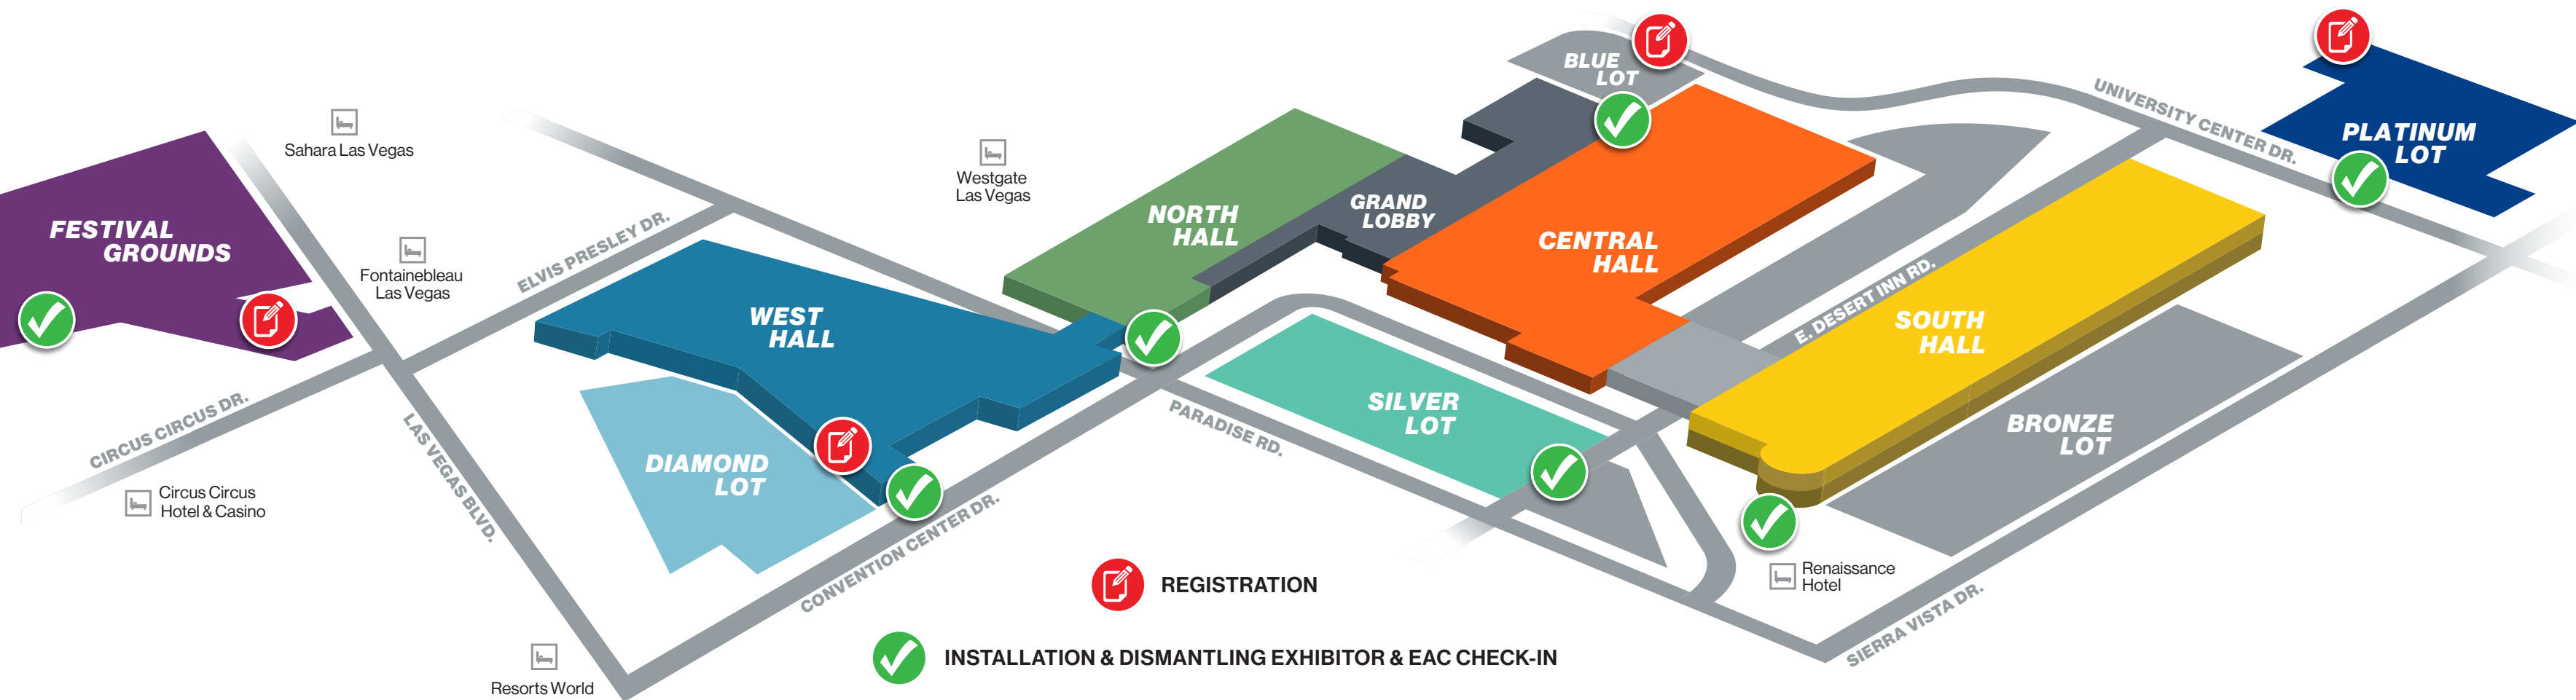 BLUE
LOT
UNIVERSITY CENTER DR.
PLATINUM
LOT
Sahara Las Vegas
Westgate
Las Vegas
FESTIVAL
GROUNDS
ELVIS PRESLEY DR.
Fontainebleau
Las Vegas
NORTH
HALL
GRAND
LOBBY
CENTRAL
HALL
E. DESERT INN RD.
SOUTH
HALL
WEST
HALL
CIRCUS CIRCUS DR.
LAS VEGAS BLVD.
PARADISE RD.
SILVER
LOT
BRONZE
LOT
DIAMOND
LOT
Circus Circus
Hotel & Casino
CONVENTION CENTER DR.
Renaissance
Hotel
SIERRA VISTA DR.
Resorts World
REGISTRATION
INSTALLATION & DISMANTLING EXHIBITOR & EAC CHECK-IN